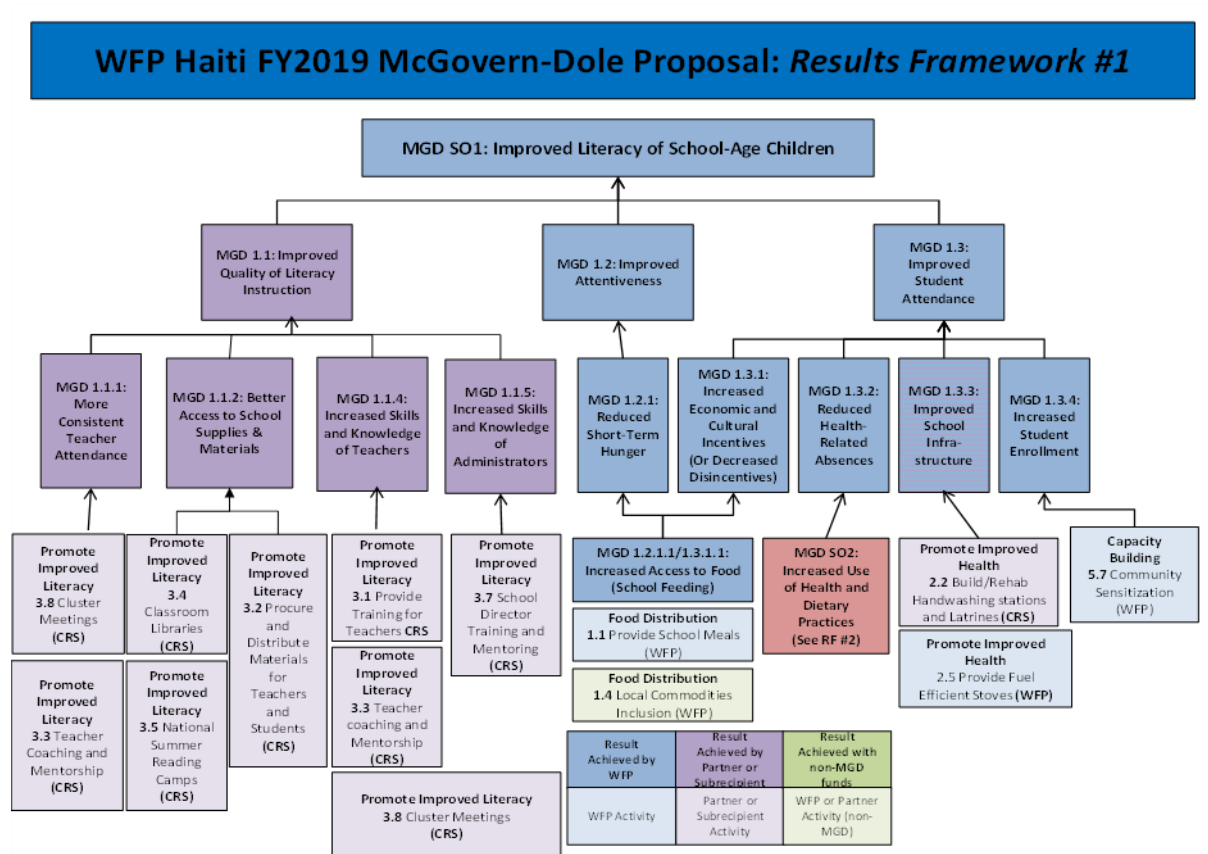 WFP Haiti FY2019 McGovern-Dole Proposal: Results Framework #1
MGD SO1: Improved Literacy of School-Age Children
MGD 1.1: Improved
Quality of Literacy
Instruction
MGD 1.2: Improved
Attentiveness
MGD 1.3:
Improved
Student
Attendance
MGD 1.1.1:
More
Consistent
Teacher
Attendance
MGD 1.1.2: Better
Access to School
Supplies &
Materials
MGD 1.1.4:
Increased Skills
and Knowledge
of Teachers
MGD 1.1.5:
Increased Skills
and Knowledge
of
Administrators
MGD 1.2.1:
Reduced
Short-Term
Hunger
MGD 1.3.1:
Increased
Economic and
Cultural
Incentives
(Or Decreased
Disincentives)
MGD 1.3.2:
Reduced
Health-
Related
Absences
MGD 1.3.3:
Improved
School
Infra-
structure
MGD 1.3.4:
Increased
Student
Enrollment
Promote
Improved
Literacy
3.8 Cluster
Meetings
(CRS)
Promote
Improved
Literacy
3.4
Classroom
Libraries
(CRS)
Promote
Improved
Literacy
3.2 Procure
and
Distribute
Materials
for
Teachers
and
Students
(CRS)
Promote
Improved
Literacy
3.1 Provide
Training for
Teachers CRS
Promote
Improved
Literacy
3.7 School
Director
Training and
Mentoring
(CRS)
MGD 1.2.1.1/1.3.1.1:
Increased Access to Food
(School Feeding)
MGD SO2:
Increased Use
of Health and
Dietary
Practices
(See RF #2)
Promote Improved
Health
2.2 Build/Rehab
Handwashing stations
and Latrines (CRS)
Capacity
Building
5.7 Community
Sensitization
(WFP)
Food Distribution
1.1 Provide School Meals
(WFP)
Promote Improved
Health
2.5 Provide Fuel
Efficient Stoves (WFP)
Promote
Improved
Literacy
3.3 Teacher
Coaching and
Mentorship
(CRS)
Promote
Improved
Literacy
3.5 National
Summer
Reading
Camps
(CRS)
Promote
Improved
Literacy
3.3 Teacher
coaching and
Mentorship
(CRS)
Food Distribution
1.4 Local Commodities
Inclusion (WFP)
Promote Improved Literacy
3.8 Cluster Meetings
(CRS)
Result
Achieved by
WFP
Result
Achieved by
Partner or
Subrecipient
Result
Achieved with
non-MGD
funds
WFP Activity
Partner or
Subrecipient
Activity
WFP or Partner
Activity (non-
MGD)